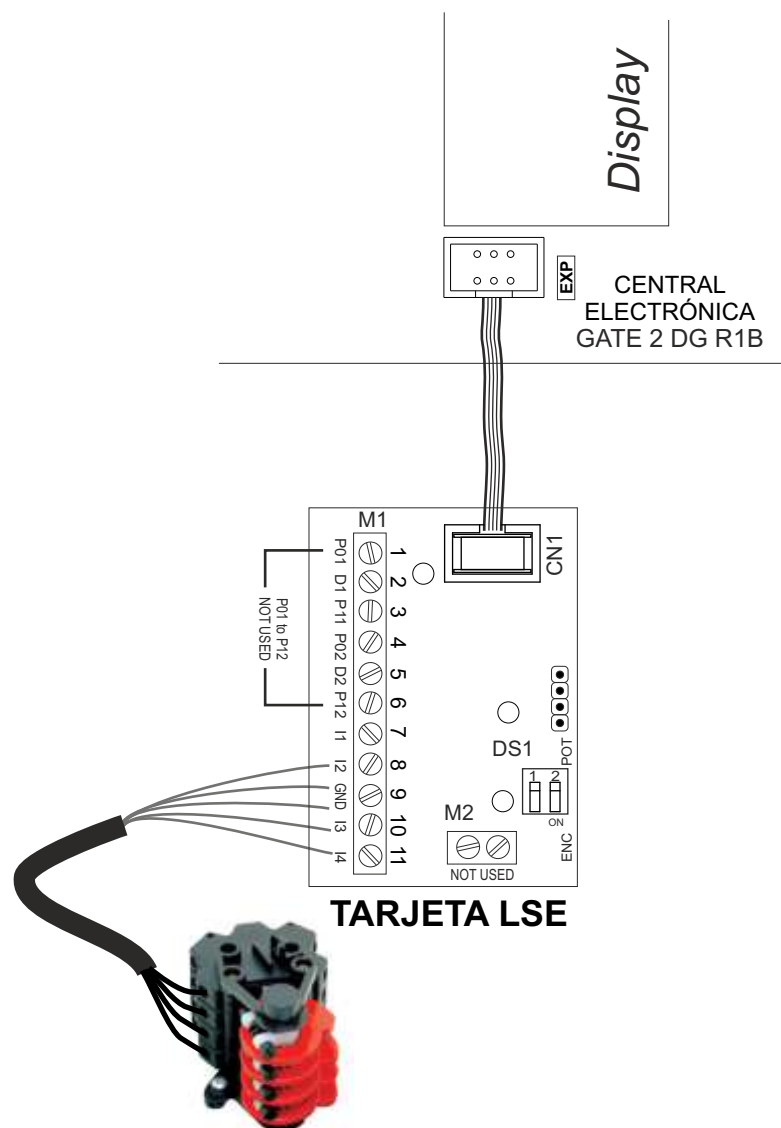 Display
EXP
CENTRAL
ELECTRÓNICA
GATE 2 DG R1B
M1
CN1
P01 1
D1 2
P11 3
P02 4
D2 5
P12 6
I1 7
I2 8
GND 9
I3 10
I4 11
P01 to P12
NOT USED
POT
DS1
1 2
ON
ENC
M2
NOT USED
TARJETA LSE